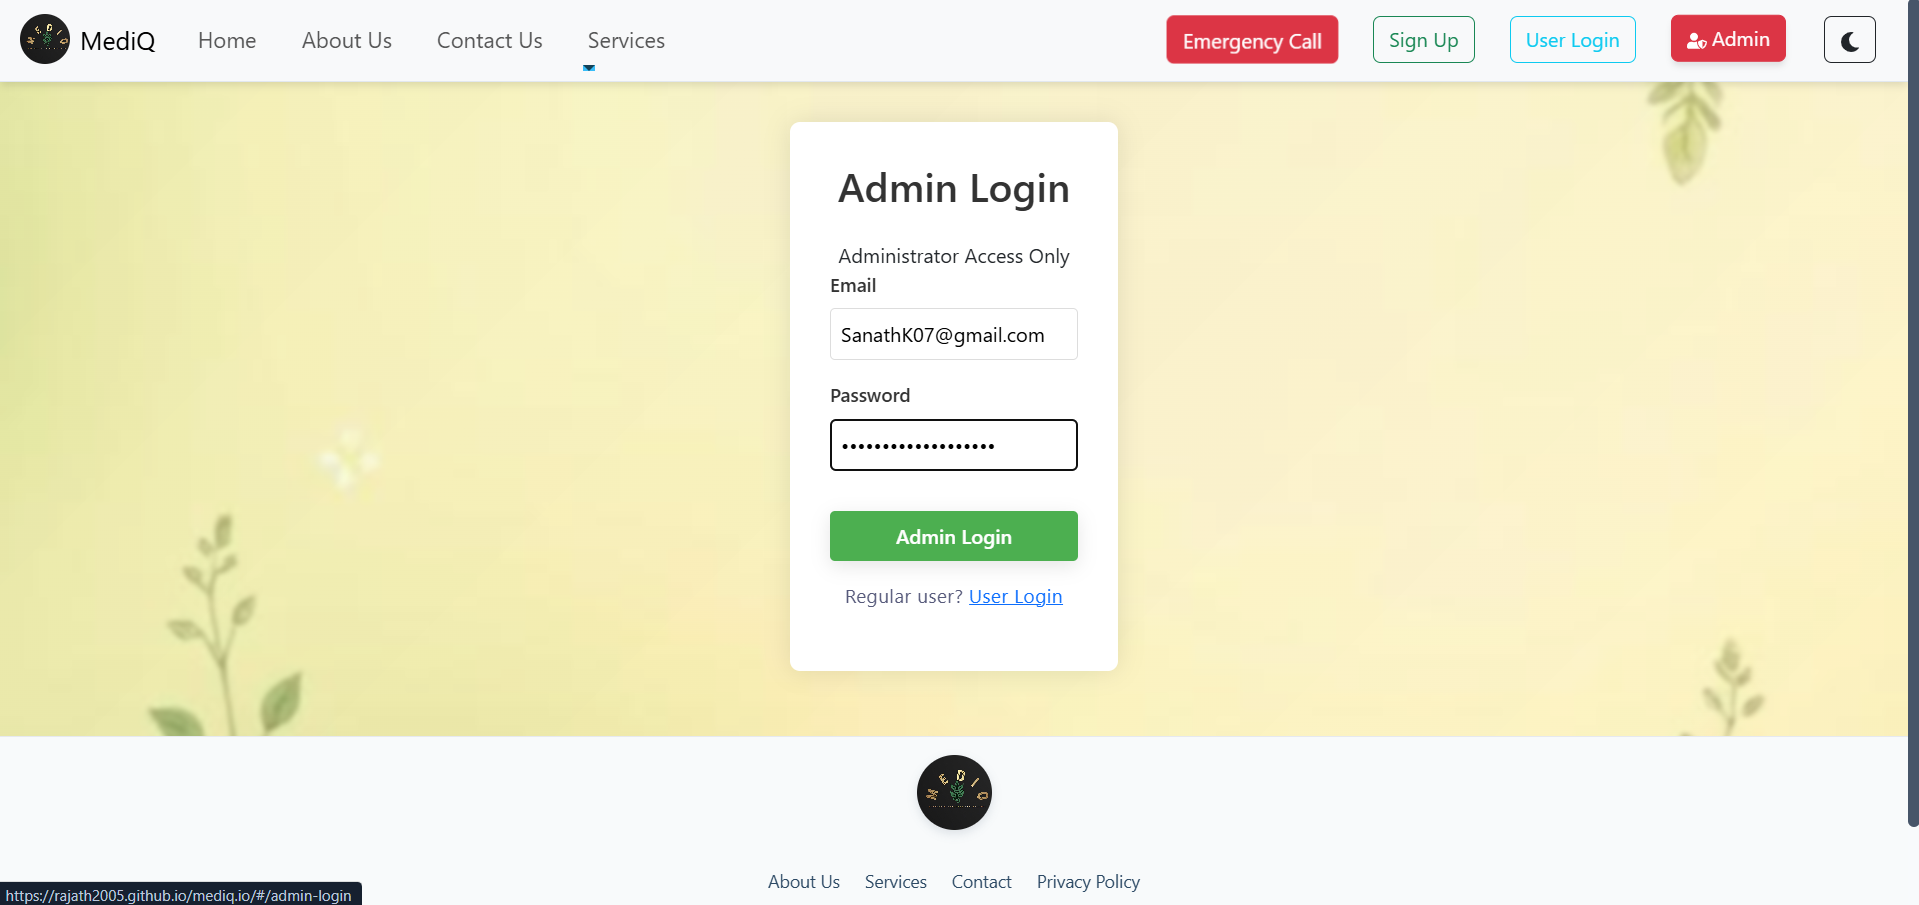 MediQ
Home
About Us
Contact Us
Services
Emergency Call
Sign Up
User Login
Admin
Admin Login
Administrator Access Only
Email
SanathK07@gmail.com
Password
•••••••••••••••••••
Admin Login
Regular user? User Login
MEDIQ
About Us
Services
Contact
Privacy Policy
https://rajath2005.github.io/mediq.io/#/admin-login